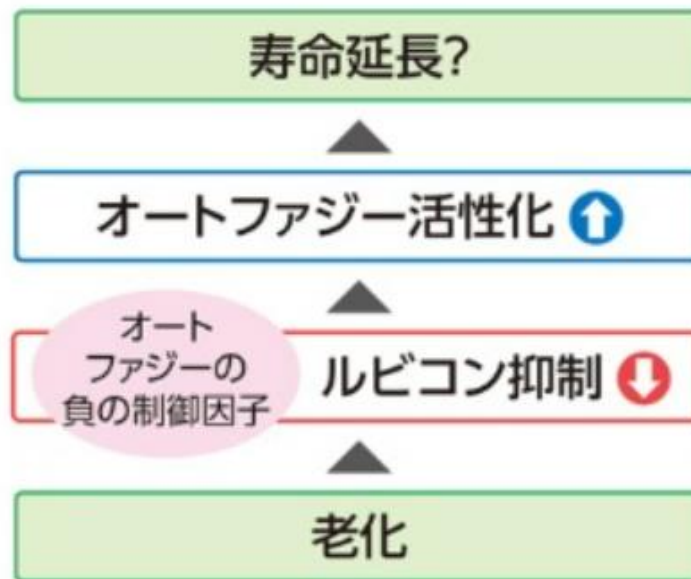 寿命延長?
オートファジー活性化
オート
ファジーの
負の制御因子
ルビコン抑制
老化